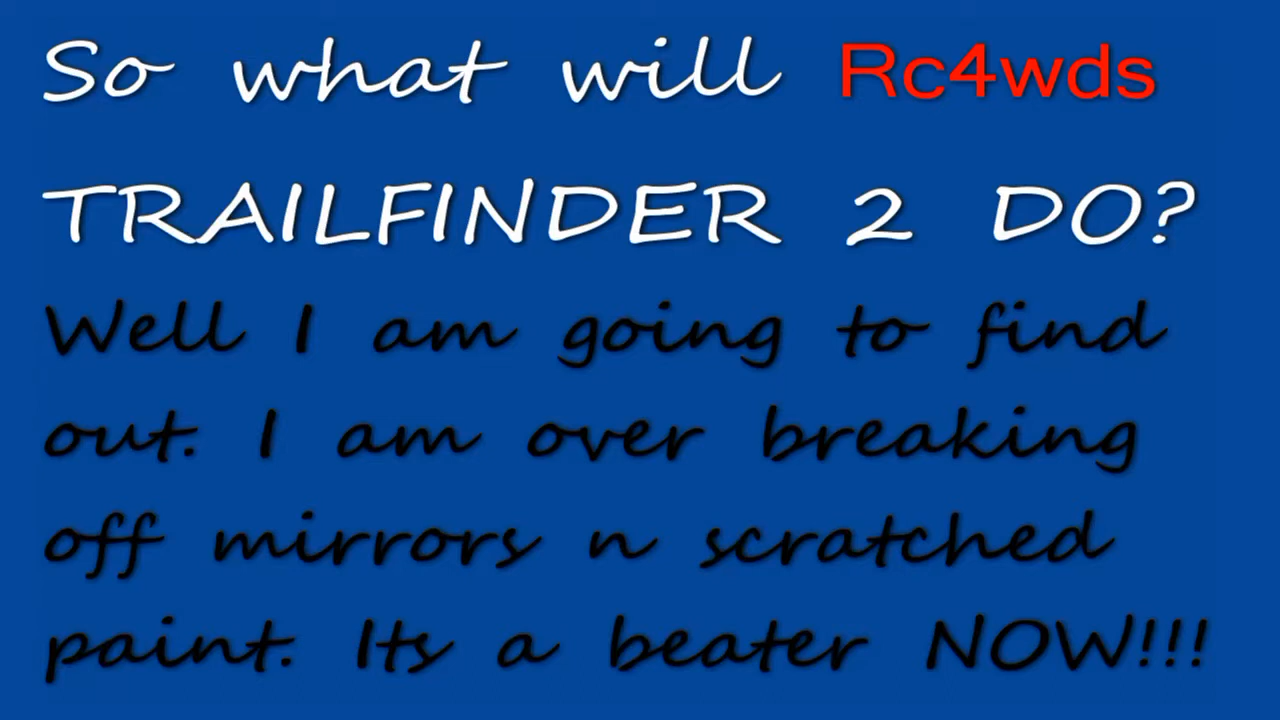 So what will Rc4wds
TRAILFINDER 2 DO?
Well I am going to find
out. I am over breaking
off mirrors n scratched
paint. Its a beater NOW!!!